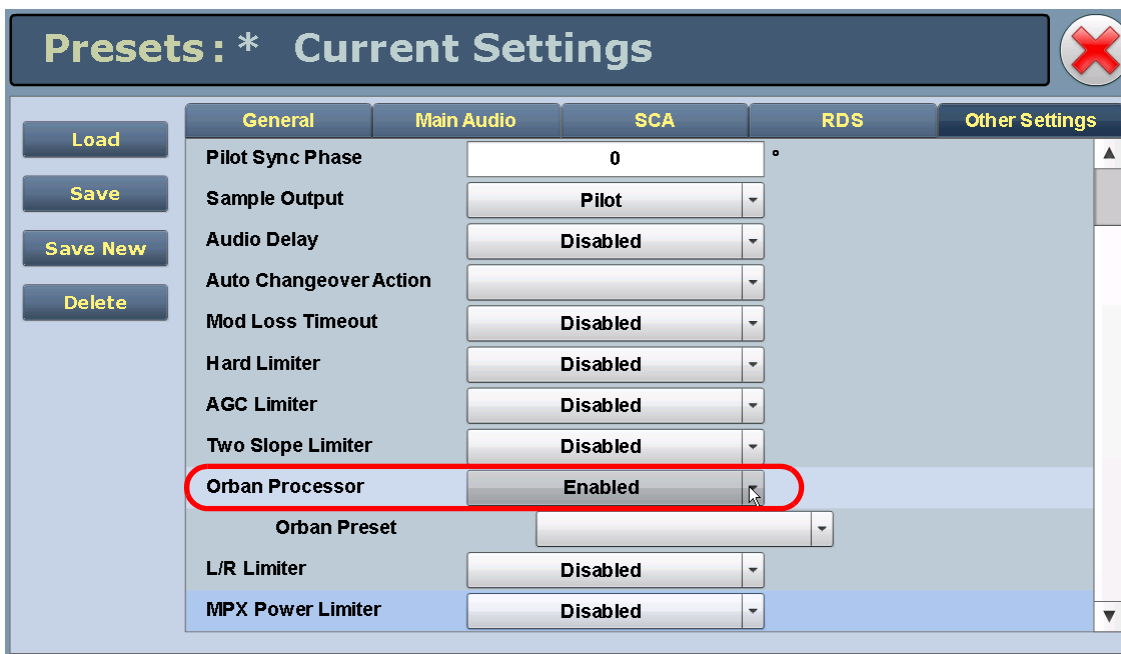 Presets: * Current Settings
Load
Save
Save New
Delete
General Main Audio SCA RDS Other Settings
Pilot Sync Phase 0 °
Sample Output Pilot
Audio Delay Disabled
Auto Changeover Action
Mod Loss Timeout Disabled
Hard Limiter Disabled
AGC Limiter Disabled
Two Slope Limiter Disabled
Orban Processor Enabled
Orban Preset
L/R Limiter Disabled
MPX Power Limiter Disabled